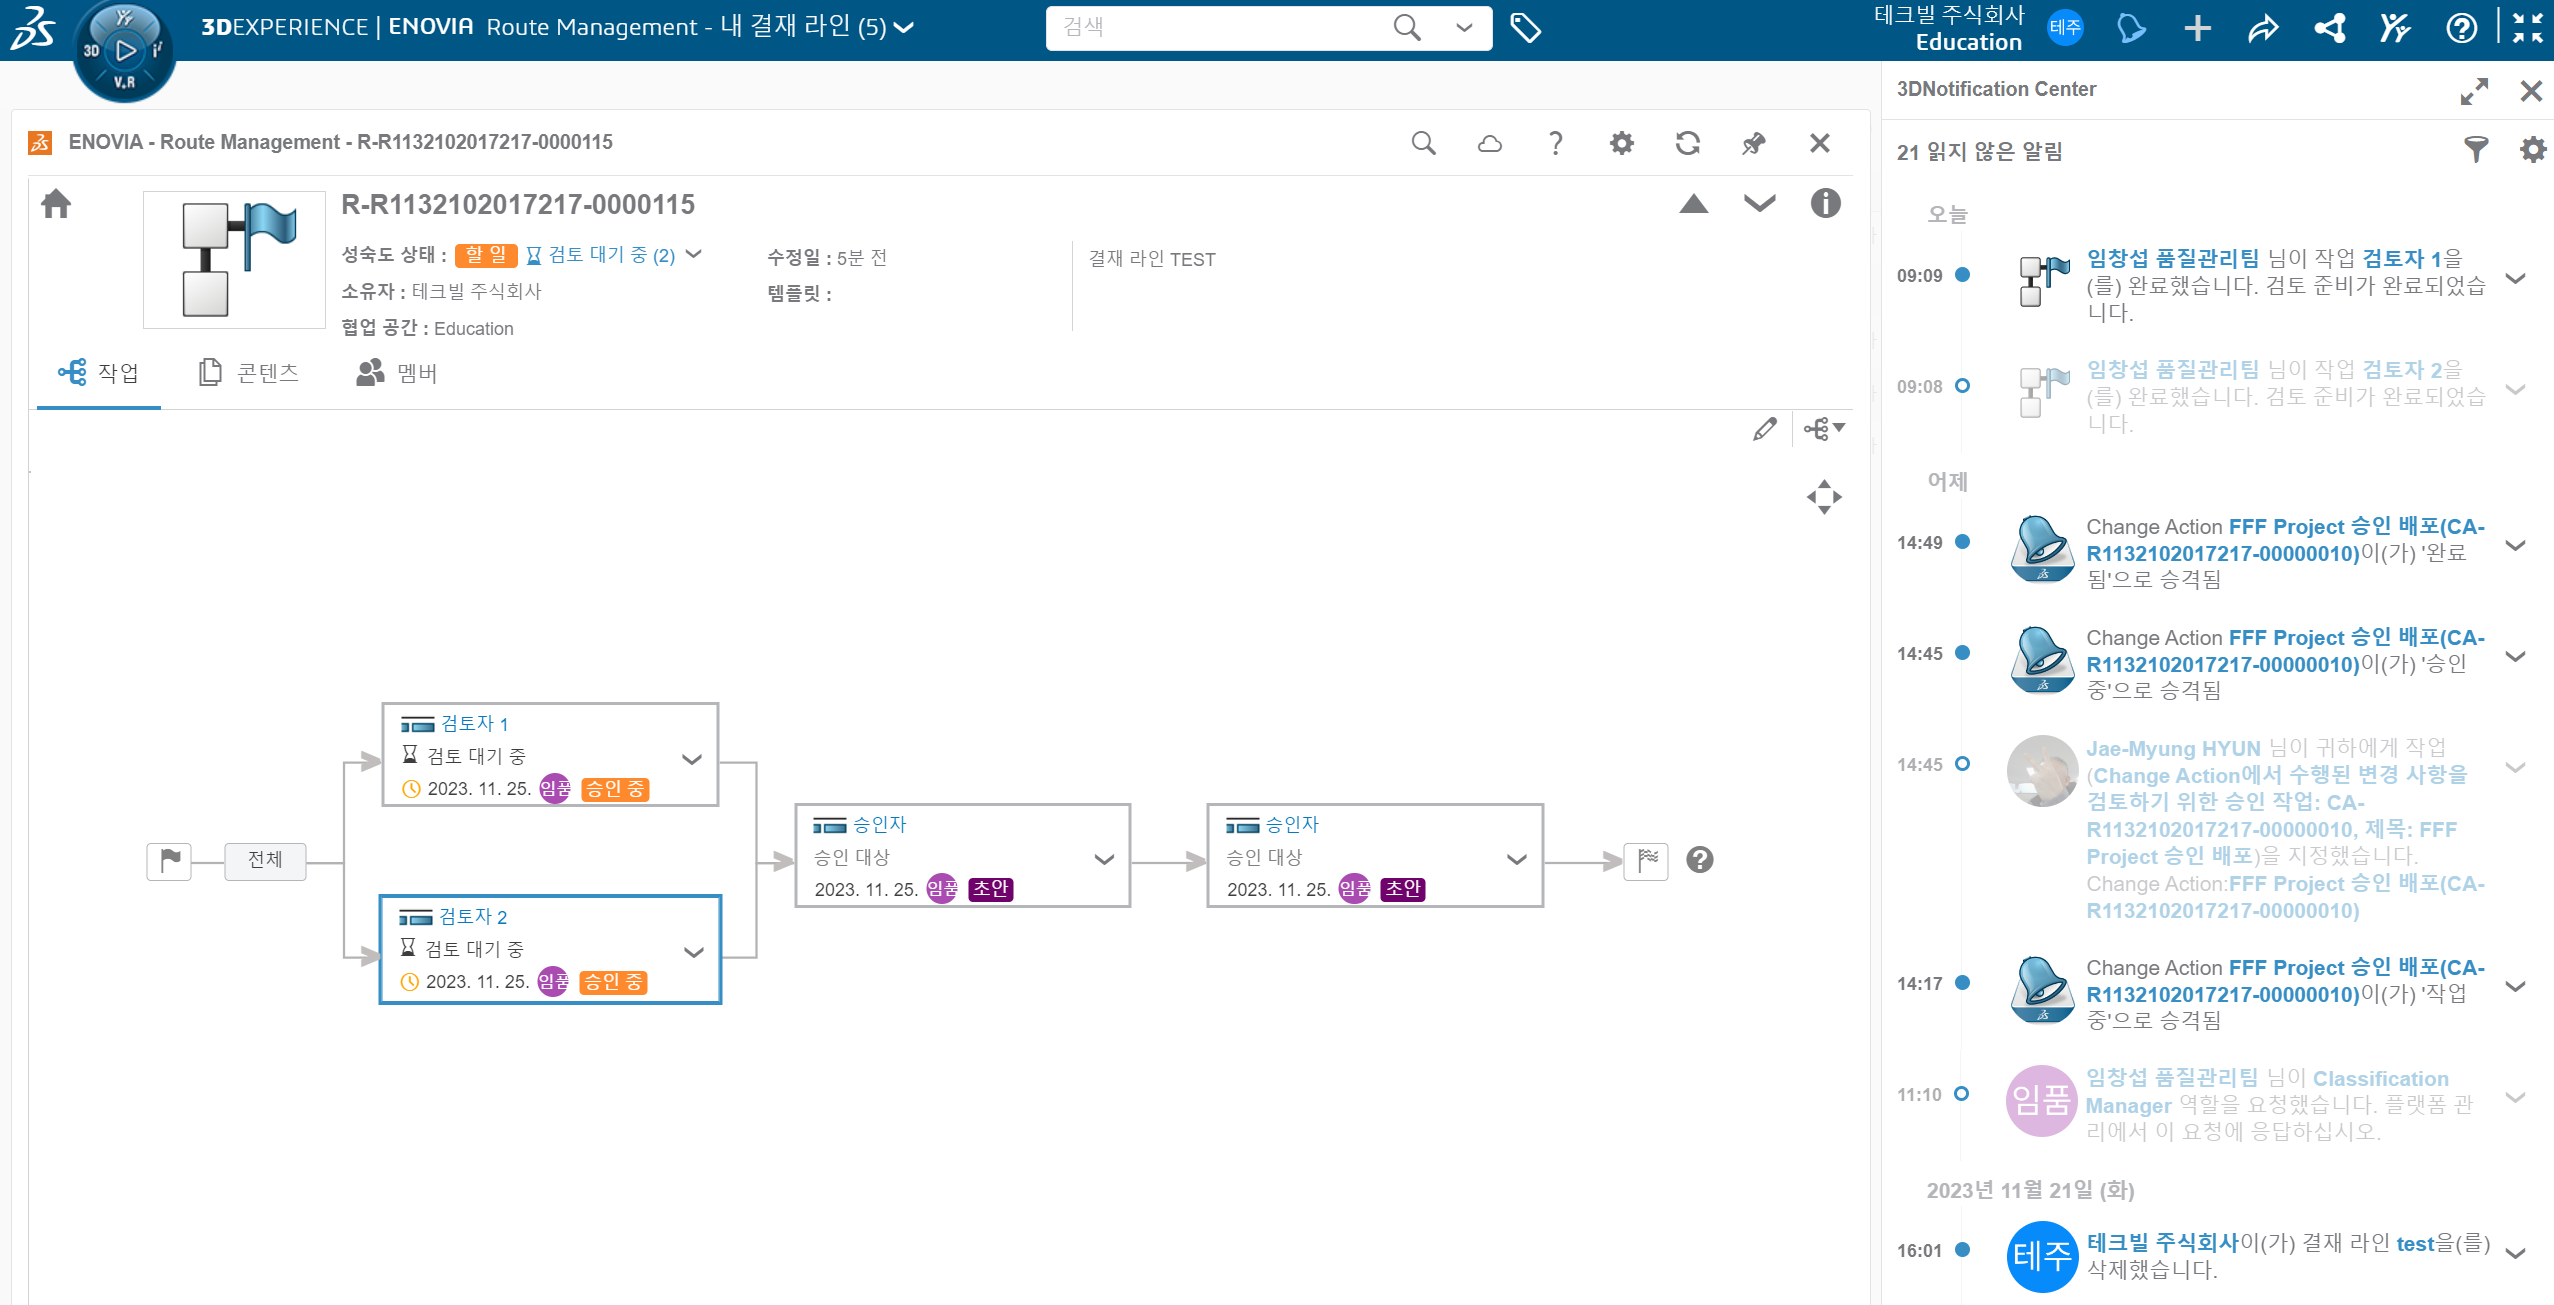 3DEXPERIENCE | ENOVIA Route Management - 내 결재 라인 (5)
3D
V.R
검색
테크빌 주식회사
Education
테주
ENOVIA - Route Management - R-R1132102017217-0000115
R-R1132102017217-0000115
성숙도 상태 : 할 일 검토 대기 중 (2)
소유자 : 테크빌 주식회사
협업 공간 : Education
수정일 : 5분 전
템플릿 :
결재 라인 TEST
작업
콘텐츠
멤버
전체
검토자 1
검토 대기 중
2023. 11. 25. 임품 승인 중
검토자 2
검토 대기 중
2023. 11. 25. 임품 승인 중
승인자
승인 대상
2023. 11. 25. 임품 초안
승인자
승인 대상
2023. 11. 25. 임품 초안
3DNotification Center
21 읽지 않은 알림
오늘
09:09
임창섭 품질관리팀 님이 작업 검토자 1을
(를) 완료했습니다. 검토 준비가 완료되었습
니다.
09:08
임창섭 품질관리팀 님이 작업 검토자 2을
(를) 완료했습니다. 검토 준비가 완료되었습
니다.
어제
14:49
Change Action FFF Project 승인 배포(CA-
R1132102017217-00000010)이(가) '완료
됨'으로 승격됨
14:45
Change Action FFF Project 승인 배포(CA-
R1132102017217-00000010)이(가) '승인
중'으로 승격됨
14:45
Jae-Myung HYUN 님이 귀하에게 작업
(Change Action에서 수행된 변경 사항을
검토하기 위한 승인 작업: CA-
R1132102017217-00000010, 제목: FFF
Project 승인 배포)을 지정했습니다.
Change Action:FFF Project 승인 배포(CA-
R1132102017217-00000010)
14:17
Change Action FFF Project 승인 배포(CA-
R1132102017217-00000010)이(가) '작업
중'으로 승격됨
11:10
임품
임창섭 품질관리팀 님이 Classification
Manager 역할을 요청했습니다. 플랫폼 관
리에서 이 요청에 응답하십시오.
2023년 11월 21일 (화)
16:01
테주
테크빌 주식회사이(가) 결재 라인 test을(를)
삭제했습니다.